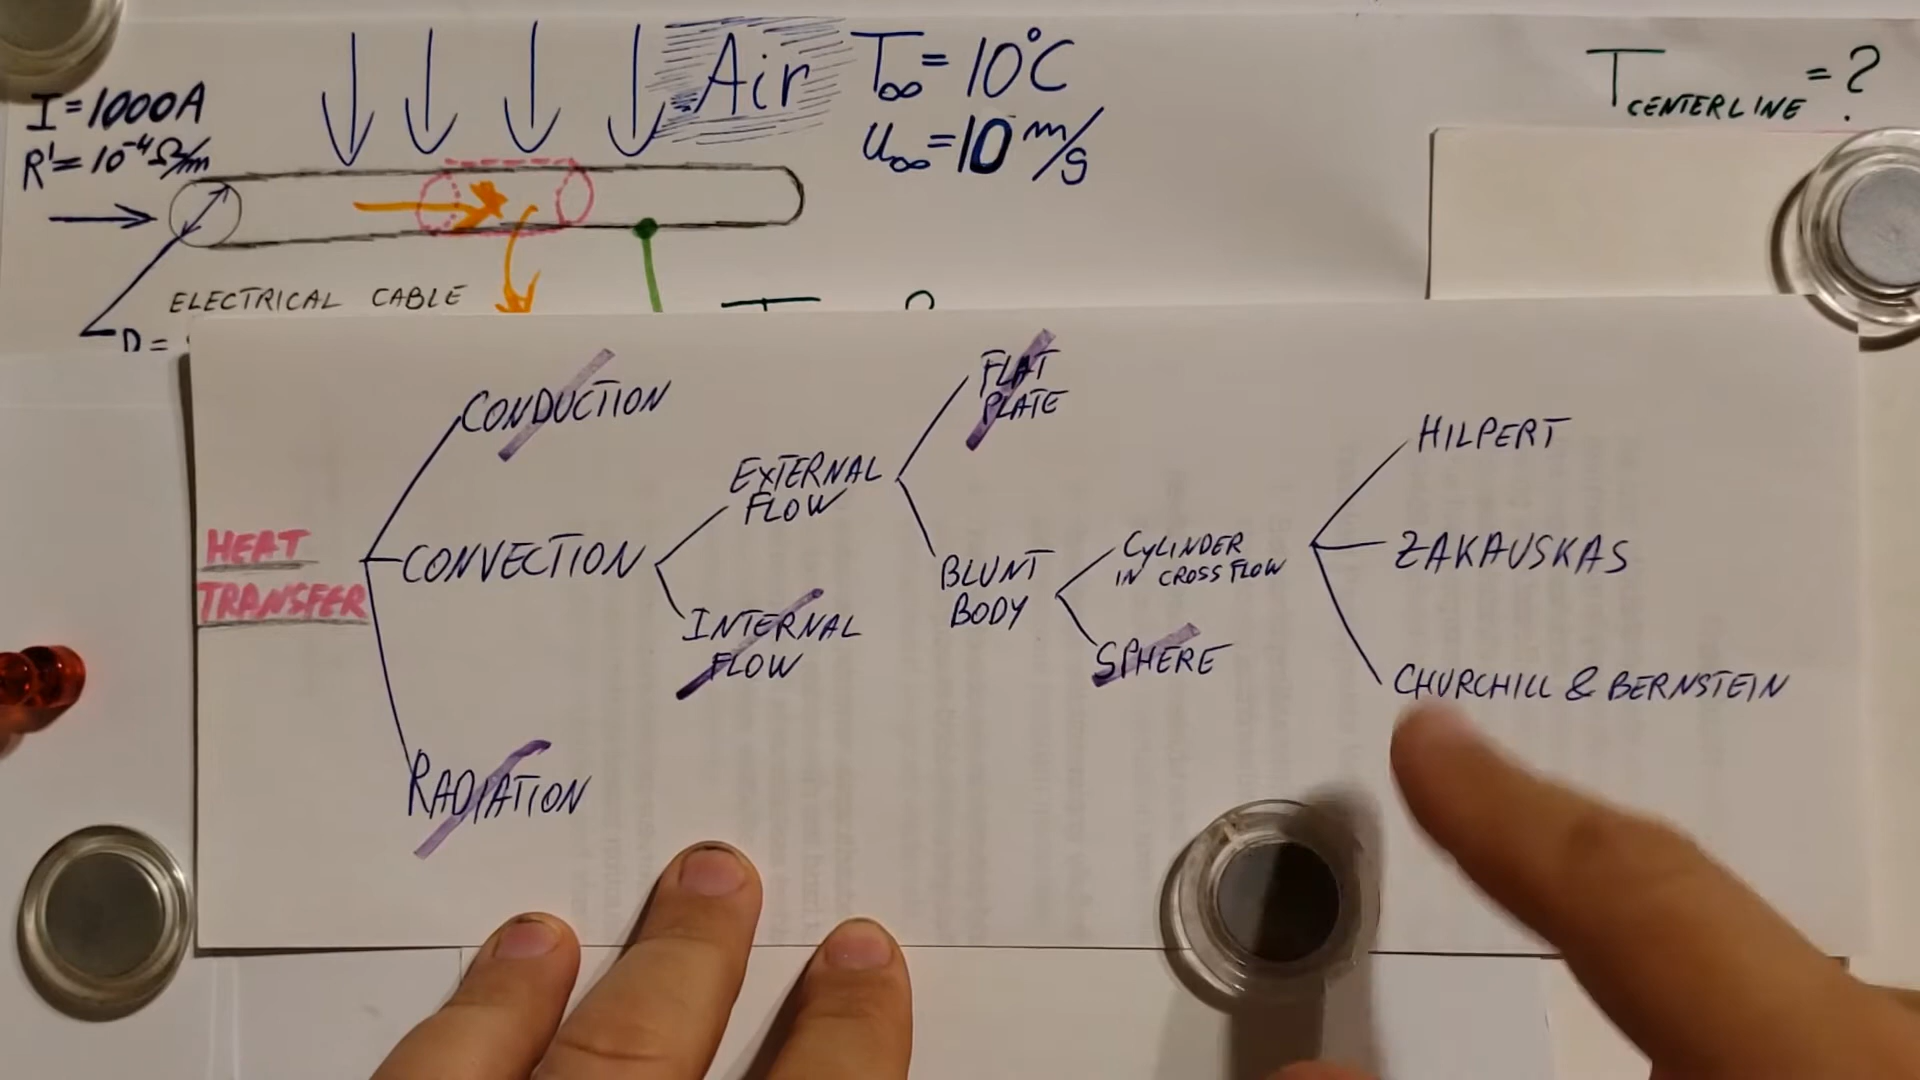 I=1000A
R'=10⁻⁴Ω/m
Air
T∞=10°C
u∞=10 m/s
T CENTERLINE = ?
ELECTRICAL CABLE
D=
HEAT
TRANSFER
CONDUCTION
CONVECTION
RADIATION
EXTERNAL
FLOW
INTERNAL
FLOW
FLAT
PLATE
BLUNT
BODY
CYLINDER
IN CROSS FLOW
SPHERE
HILPERT
ZAKAUSKAS
CHURCHILL & BERNSTEIN